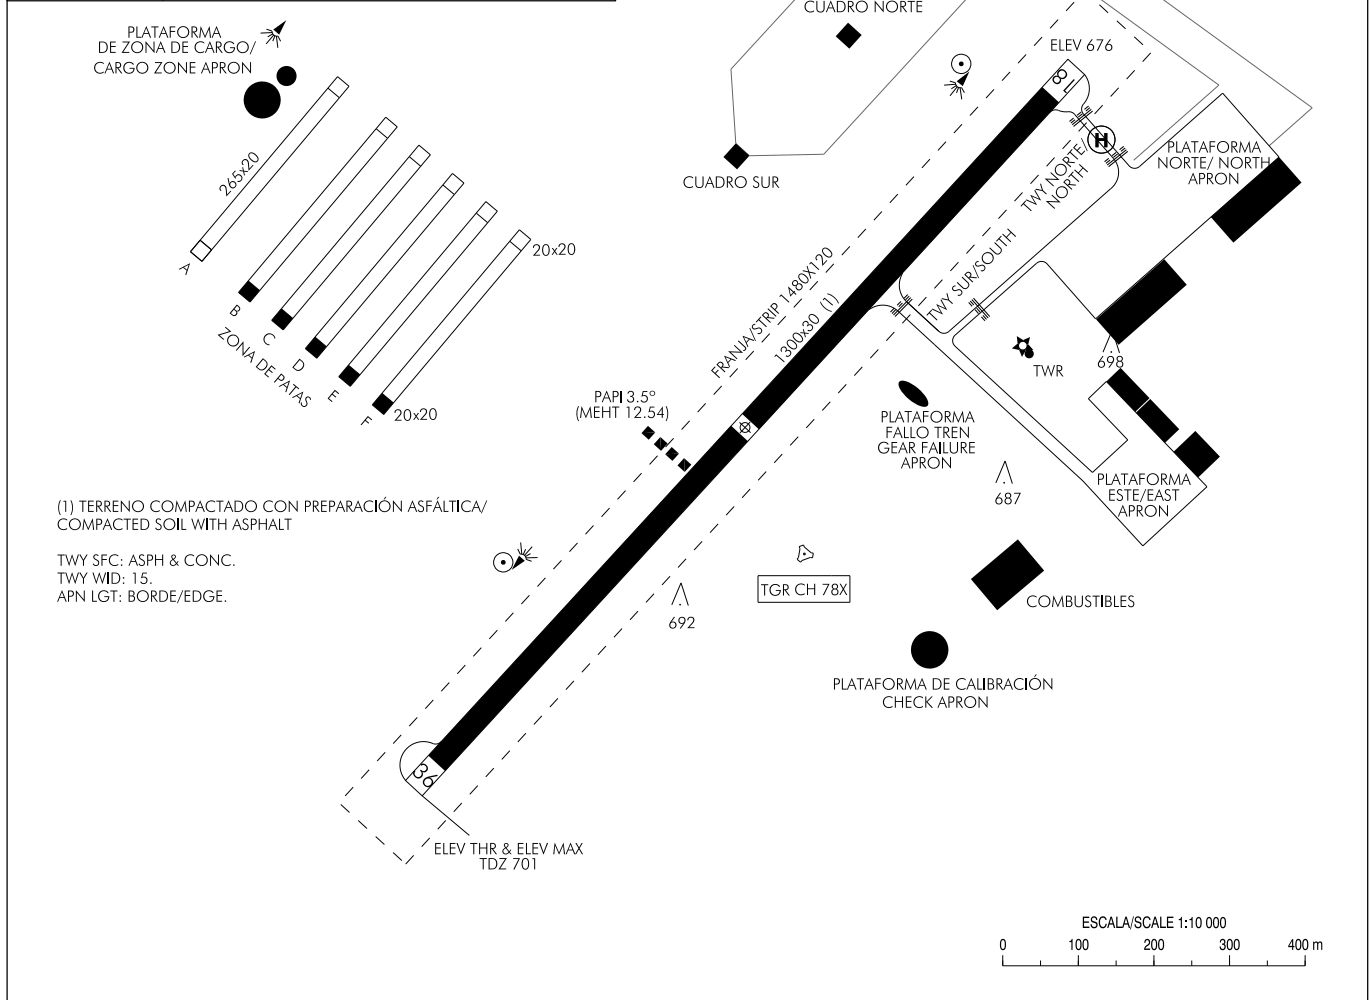 CUADRO NORTE
PLATAFORMA
DE ZONA DE CARGO/
CARGO ZONE APRON
ELEV 676
18
H
PLATAFORMA
NORTE/ NORTH
APRON
CUADRO SUR
TWY NORTE/
NORTH
265x20
A
B
C
D
E
F
ZONA DE PATAS
20x20
20x20
FRANJA/STRIP 1480X120
1300x30 (1)
TWY SUR/SOUTH
TWR
698
PAPI 3.5º
(MEHT 12.54)
PLATAFORMA
FALLO TREN
GEAR FAILURE
APRON
687
PLATAFORMA
ESTE/EAST
APRON
(1) TERRENO COMPACTADO CON PREPARACIÓN ASFÁLTICA/
COMPACTED SOIL WITH ASPHALT
TWY SFC: ASPH & CONC.
TWY WID: 15.
APN LGT: BORDE/EDGE.
TGR CH 78X
692
COMBUSTIBLES
PLATAFORMA DE CALIBRACIÓN
CHECK APRON
36
ELEV THR & ELEV MAX
TDZ 701
ESCALA/SCALE 1:10 000
0 100 200 300 400 m